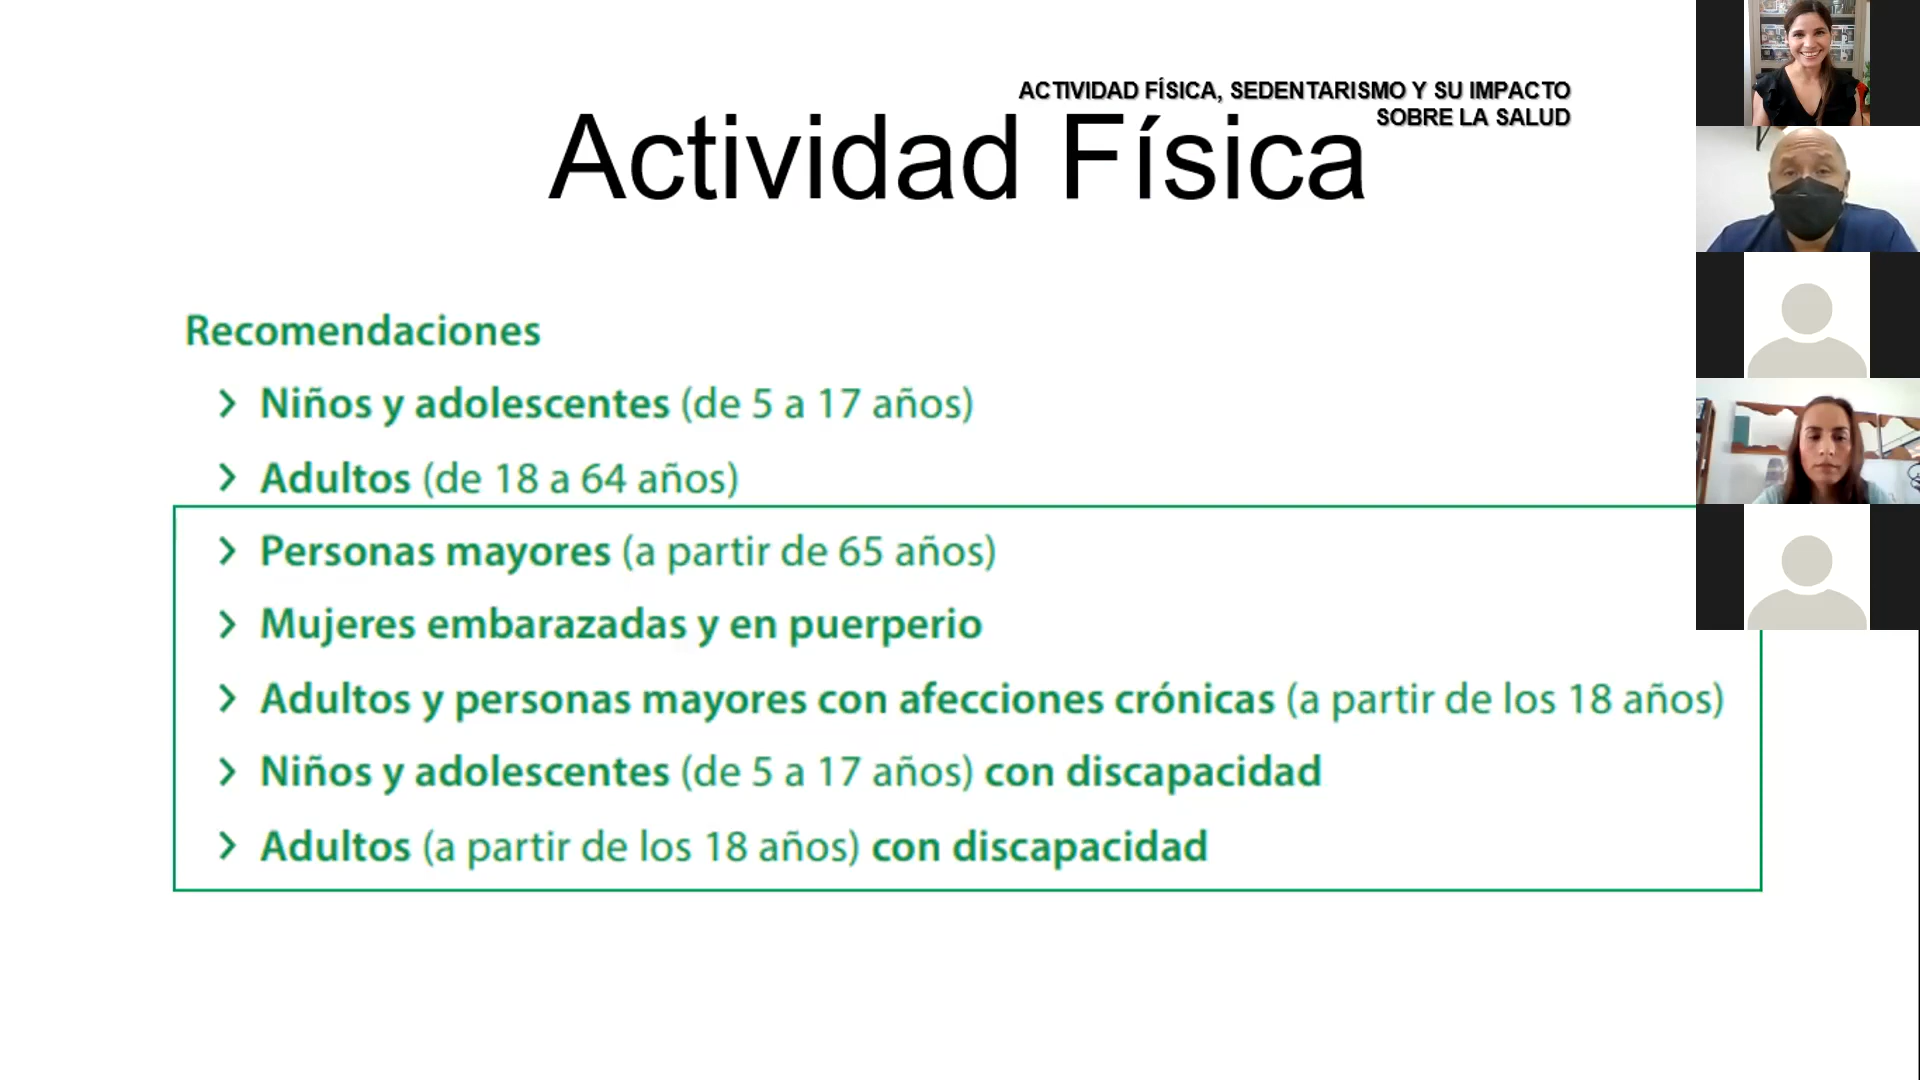 ACTIVIDAD FÍSICA, SEDENTARISMO Y SU IMPACTO
SOBRE LA SALUD
Actividad Física
Recomendaciones
> Niños y adolescentes (de 5 a 17 años)
> Adultos (de 18 a 64 años)
> Personas mayores (a partir de 65 años)
> Mujeres embarazadas y en puerperio
> Adultos y personas mayores con afecciones crónicas (a partir de los 18 años)
> Niños y adolescentes (de 5 a 17 años) con discapacidad
> Adultos (a partir de los 18 años) con discapacidad